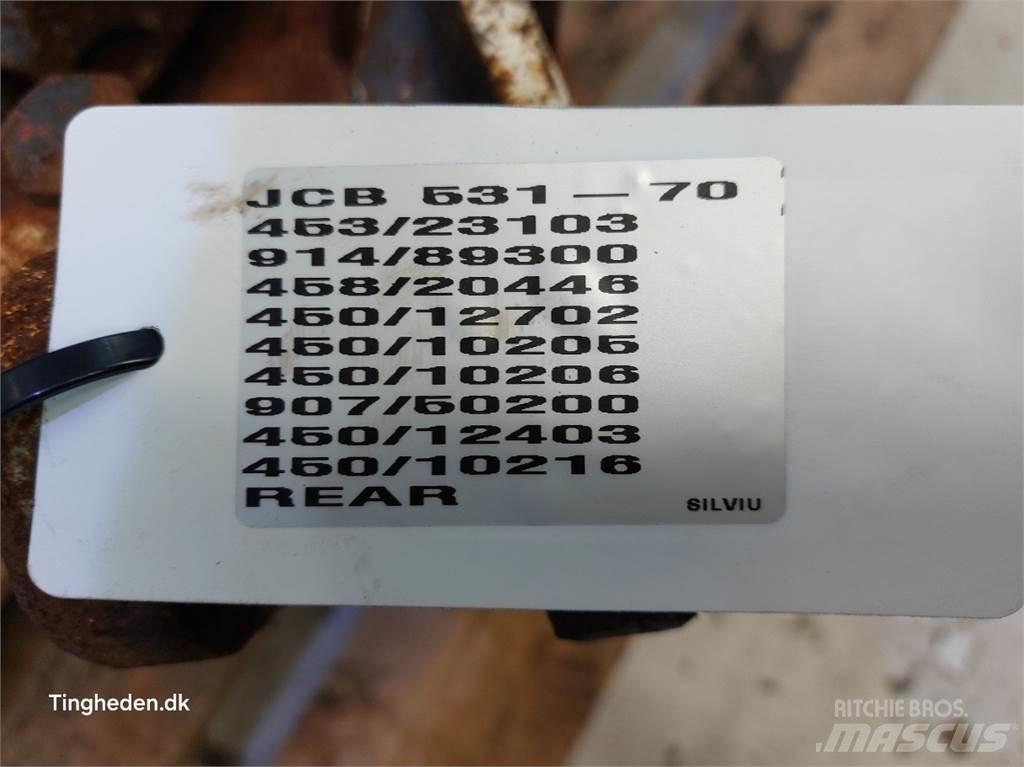 JCB 531-70
453/23103
914/89300
458/20446
450/12702
450/10205
450/10206
907/50200
450/12403
450/10216
REAR
SILVIU
Tingheden.dk
RITCHIE BROS.
MASCUS